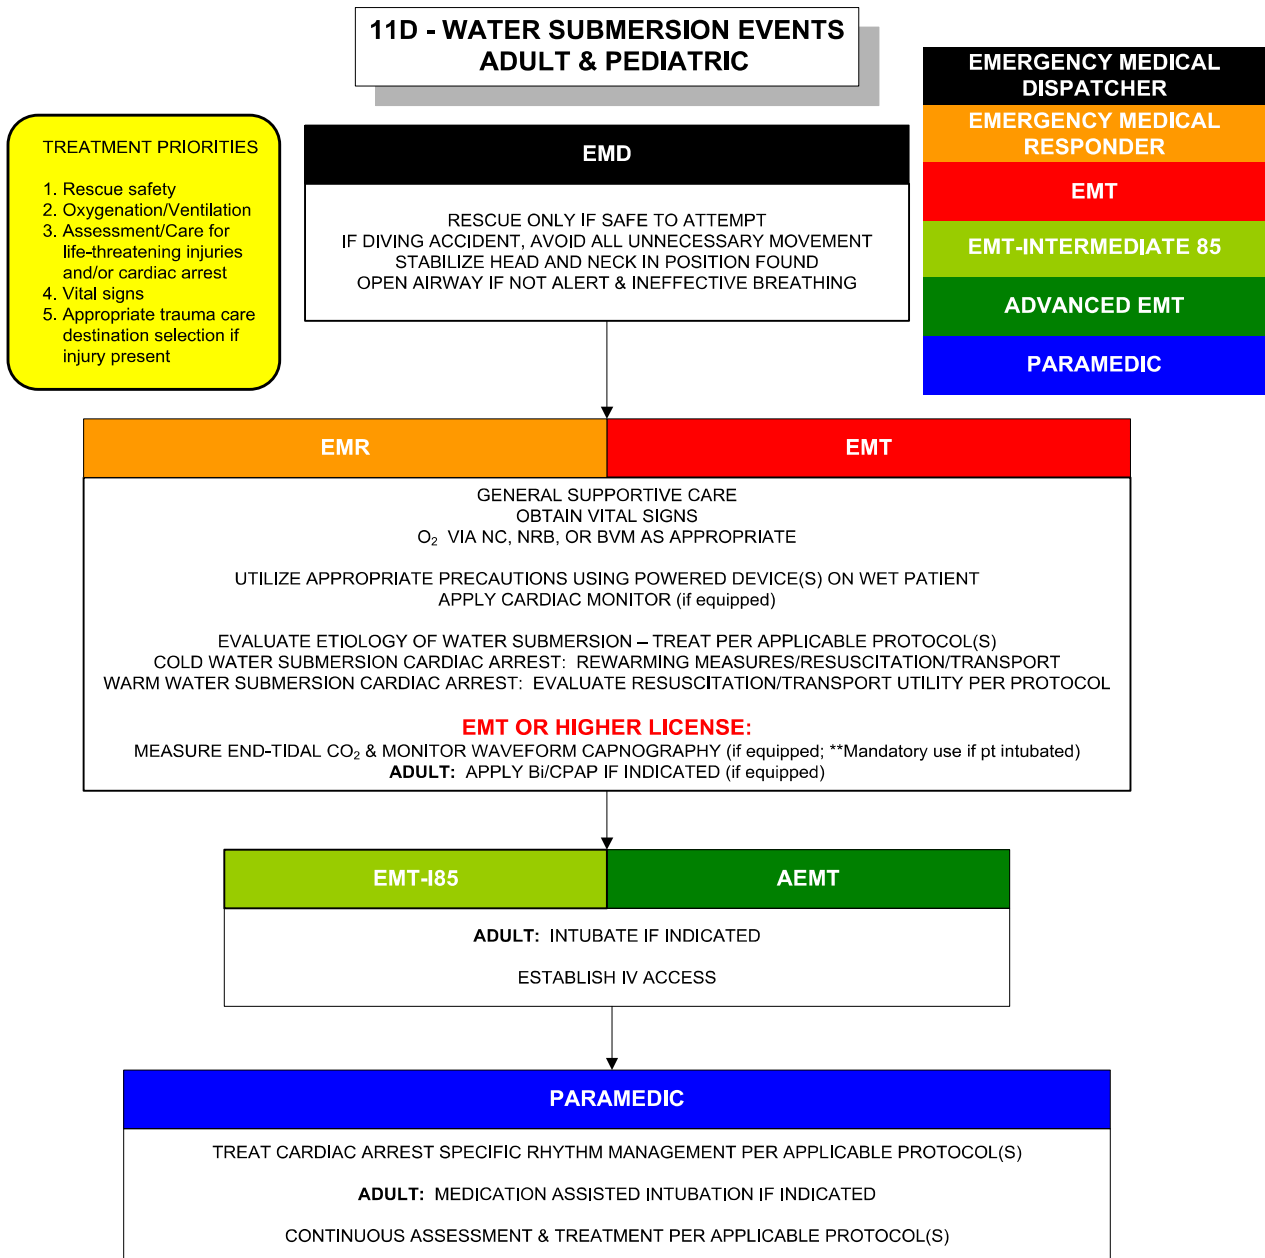 11D - WATER SUBMERSION EVENTS
ADULT & PEDIATRIC
EMERGENCY MEDICAL
DISPATCHER
EMERGENCY MEDICAL
RESPONDER
EMT
EMT-INTERMEDIATE 85
ADVANCED EMT
PARAMEDIC
TREATMENT PRIORITIES
1. Rescue safety
2. Oxygenation/Ventilation
3. Assessment/Care for
life-threatening injuries
and/or cardiac arrest
4. Vital signs
5. Appropriate trauma care
destination selection if
injury present
EMD
RESCUE ONLY IF SAFE TO ATTEMPT
IF DIVING ACCIDENT, AVOID ALL UNNECESSARY MOVEMENT
STABILIZE HEAD AND NECK IN POSITION FOUND
OPEN AIRWAY IF NOT ALERT & INEFFECTIVE BREATHING
EMR
EMT
GENERAL SUPPORTIVE CARE
OBTAIN VITAL SIGNS
O₂ VIA NC, NRB, OR BVM AS APPROPRIATE
UTILIZE APPROPRIATE PRECAUTIONS USING POWERED DEVICE(S) ON WET PATIENT
APPLY CARDIAC MONITOR (if equipped)
EVALUATE ETIOLOGY OF WATER SUBMERSION – TREAT PER APPLICABLE PROTOCOL(S)
COLD WATER SUBMERSION CARDIAC ARREST: REWARMING MEASURES/RESUSCITATION/TRANSPORT
WARM WATER SUBMERSION CARDIAC ARREST: EVALUATE RESUSCITATION/TRANSPORT UTILITY PER PROTOCOL
EMT OR HIGHER LICENSE:
MEASURE END-TIDAL CO₂ & MONITOR WAVEFORM CAPNOGRAPHY (if equipped; **Mandatory use if pt intubated)
ADULT: APPLY Bi/CPAP IF INDICATED (if equipped)
EMT-I85
AEMT
ADULT: INTUBATE IF INDICATED
ESTABLISH IV ACCESS
PARAMEDIC
TREAT CARDIAC ARREST SPECIFIC RHYTHM MANAGEMENT PER APPLICABLE PROTOCOL(S)
ADULT: MEDICATION ASSISTED INTUBATION IF INDICATED
CONTINUOUS ASSESSMENT & TREATMENT PER APPLICABLE PROTOCOL(S)